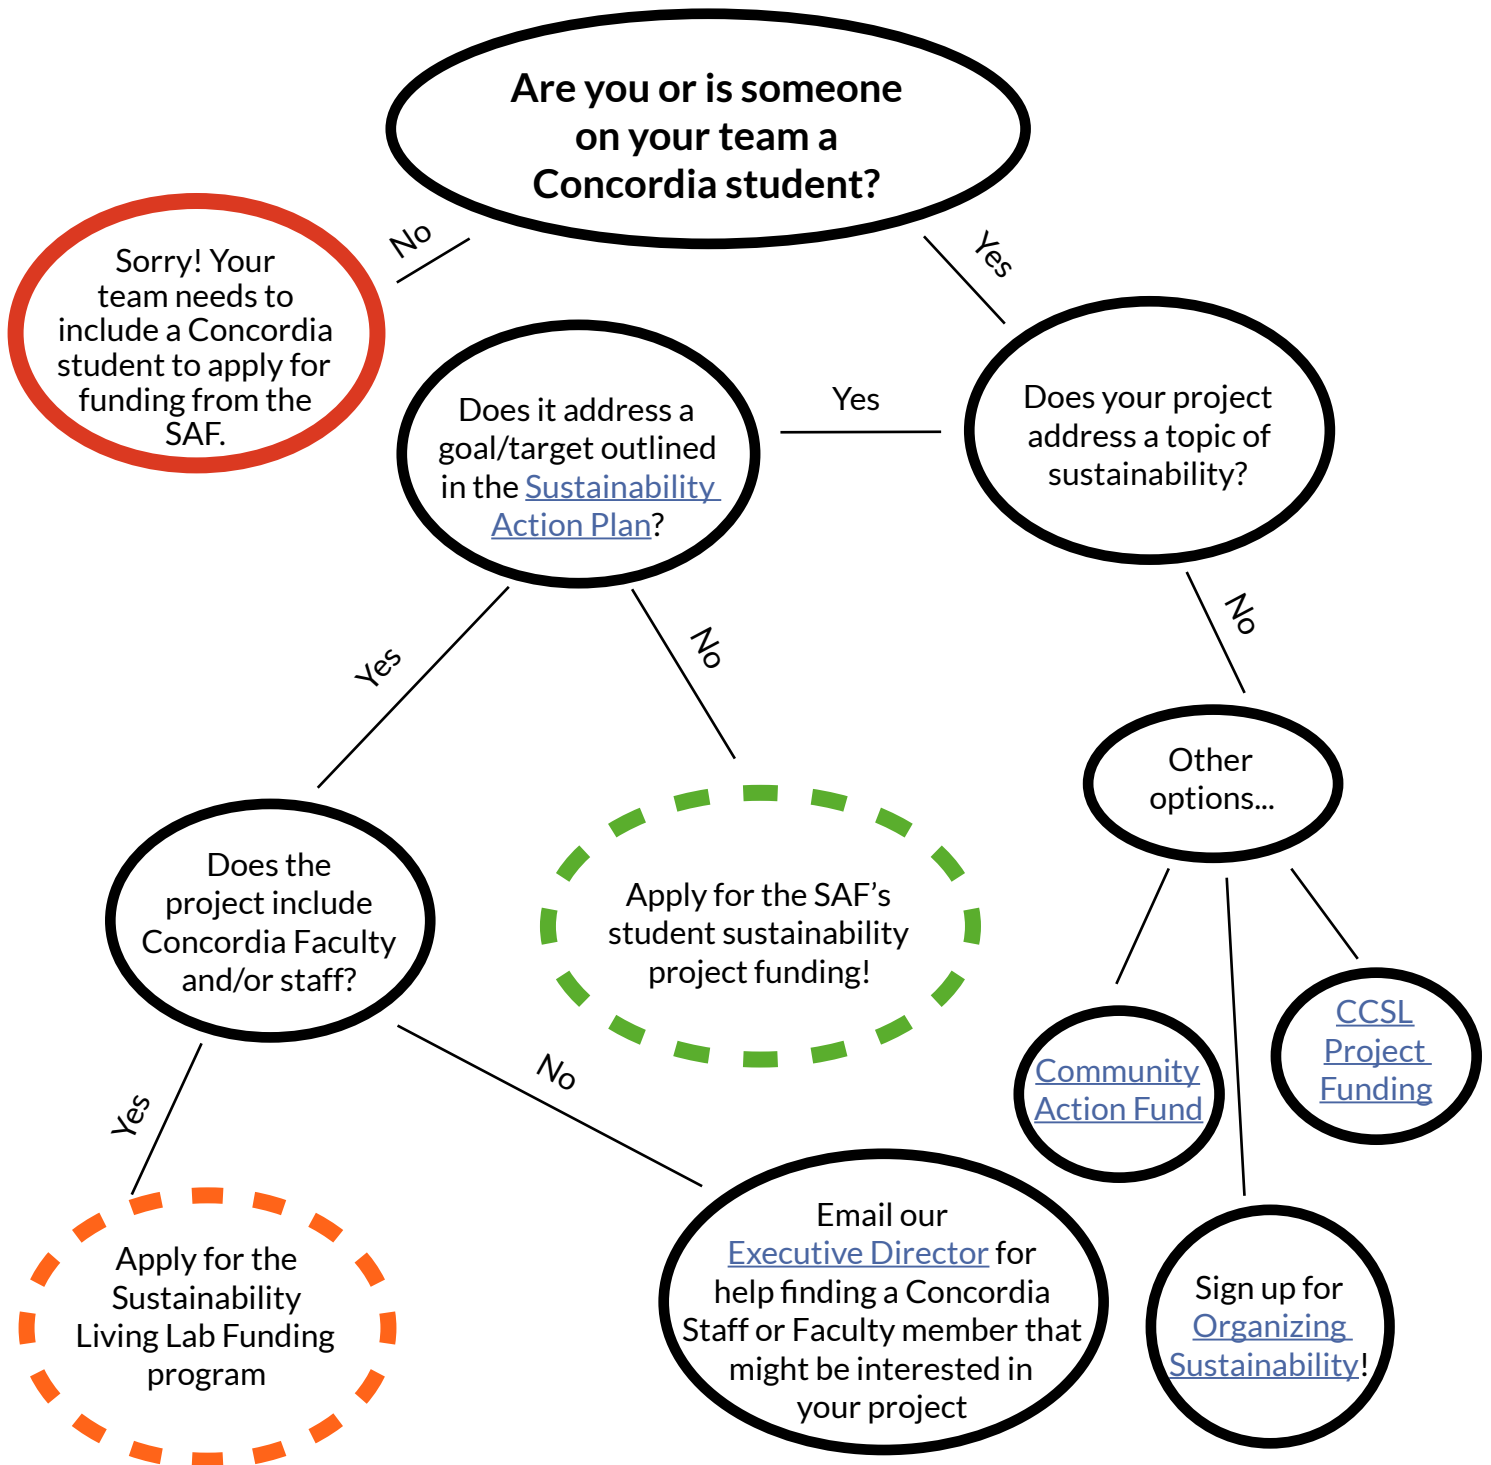 Are you or is someone
on your team a
Concordia student?
No
Yes
Sorry! Your
team needs to
include a Concordia
student to apply for
funding from the
SAF.
Does it address a
goal/target outlined
in the Sustainability
Action Plan?
Yes
Does your project
address a topic of
sustainability?
Yes
No
No
Other
options...
Does the
project include
Concordia Faculty
and/or staff?
Apply for the SAF’s
student sustainability
project funding!
Community
Action Fund
CCSL
Project
Funding
Yes
No
Apply for the
Sustainability
Living Lab Funding
program
Email our
Executive Director for
help finding a Concordia
Staff or Faculty member that
might be interested in
your project
Sign up for
Organizing
Sustainability!